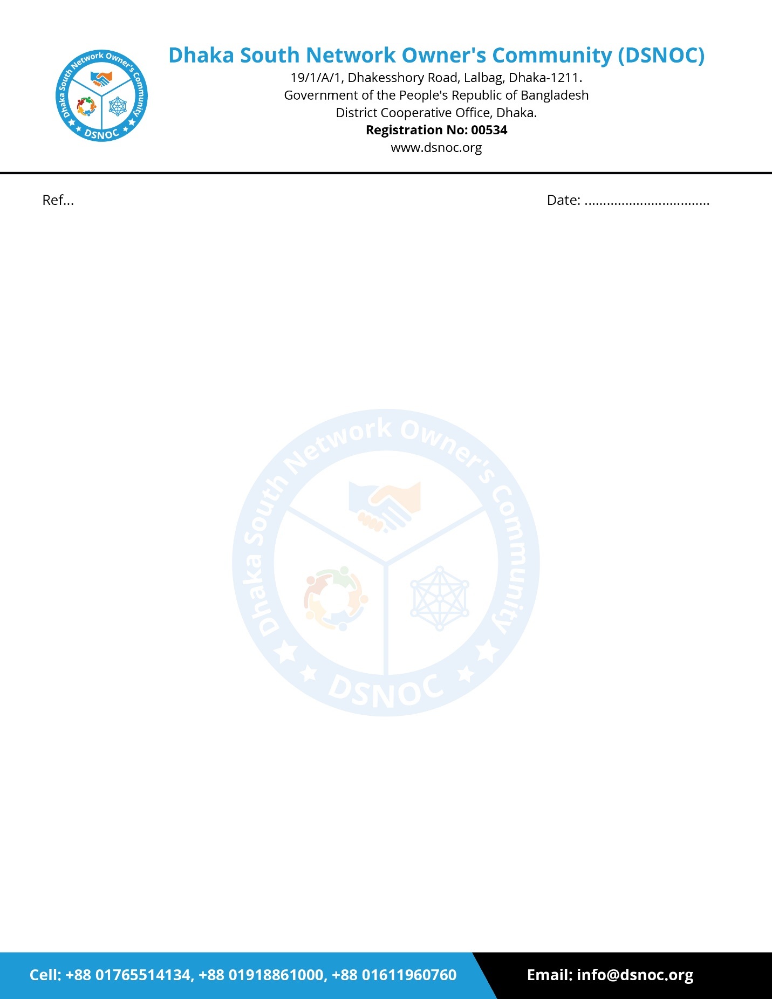 Dhaka South Network Owner's Community
DSNOC
Dhaka South Network Owner's Community (DSNOC)
19/1/A/1, Dhakesshory Road, Lalbag, Dhaka-1211.
Government of the People's Republic of Bangladesh
District Cooperative Office, Dhaka.
Registration No: 00534
www.dsnoc.org
Ref...
Date: ..................................
Dhaka South Network Owner's Community
DSNOC
Cell: +88 01765514134, +88 01918861000, +88 01611960760
Email: info@dsnoc.org